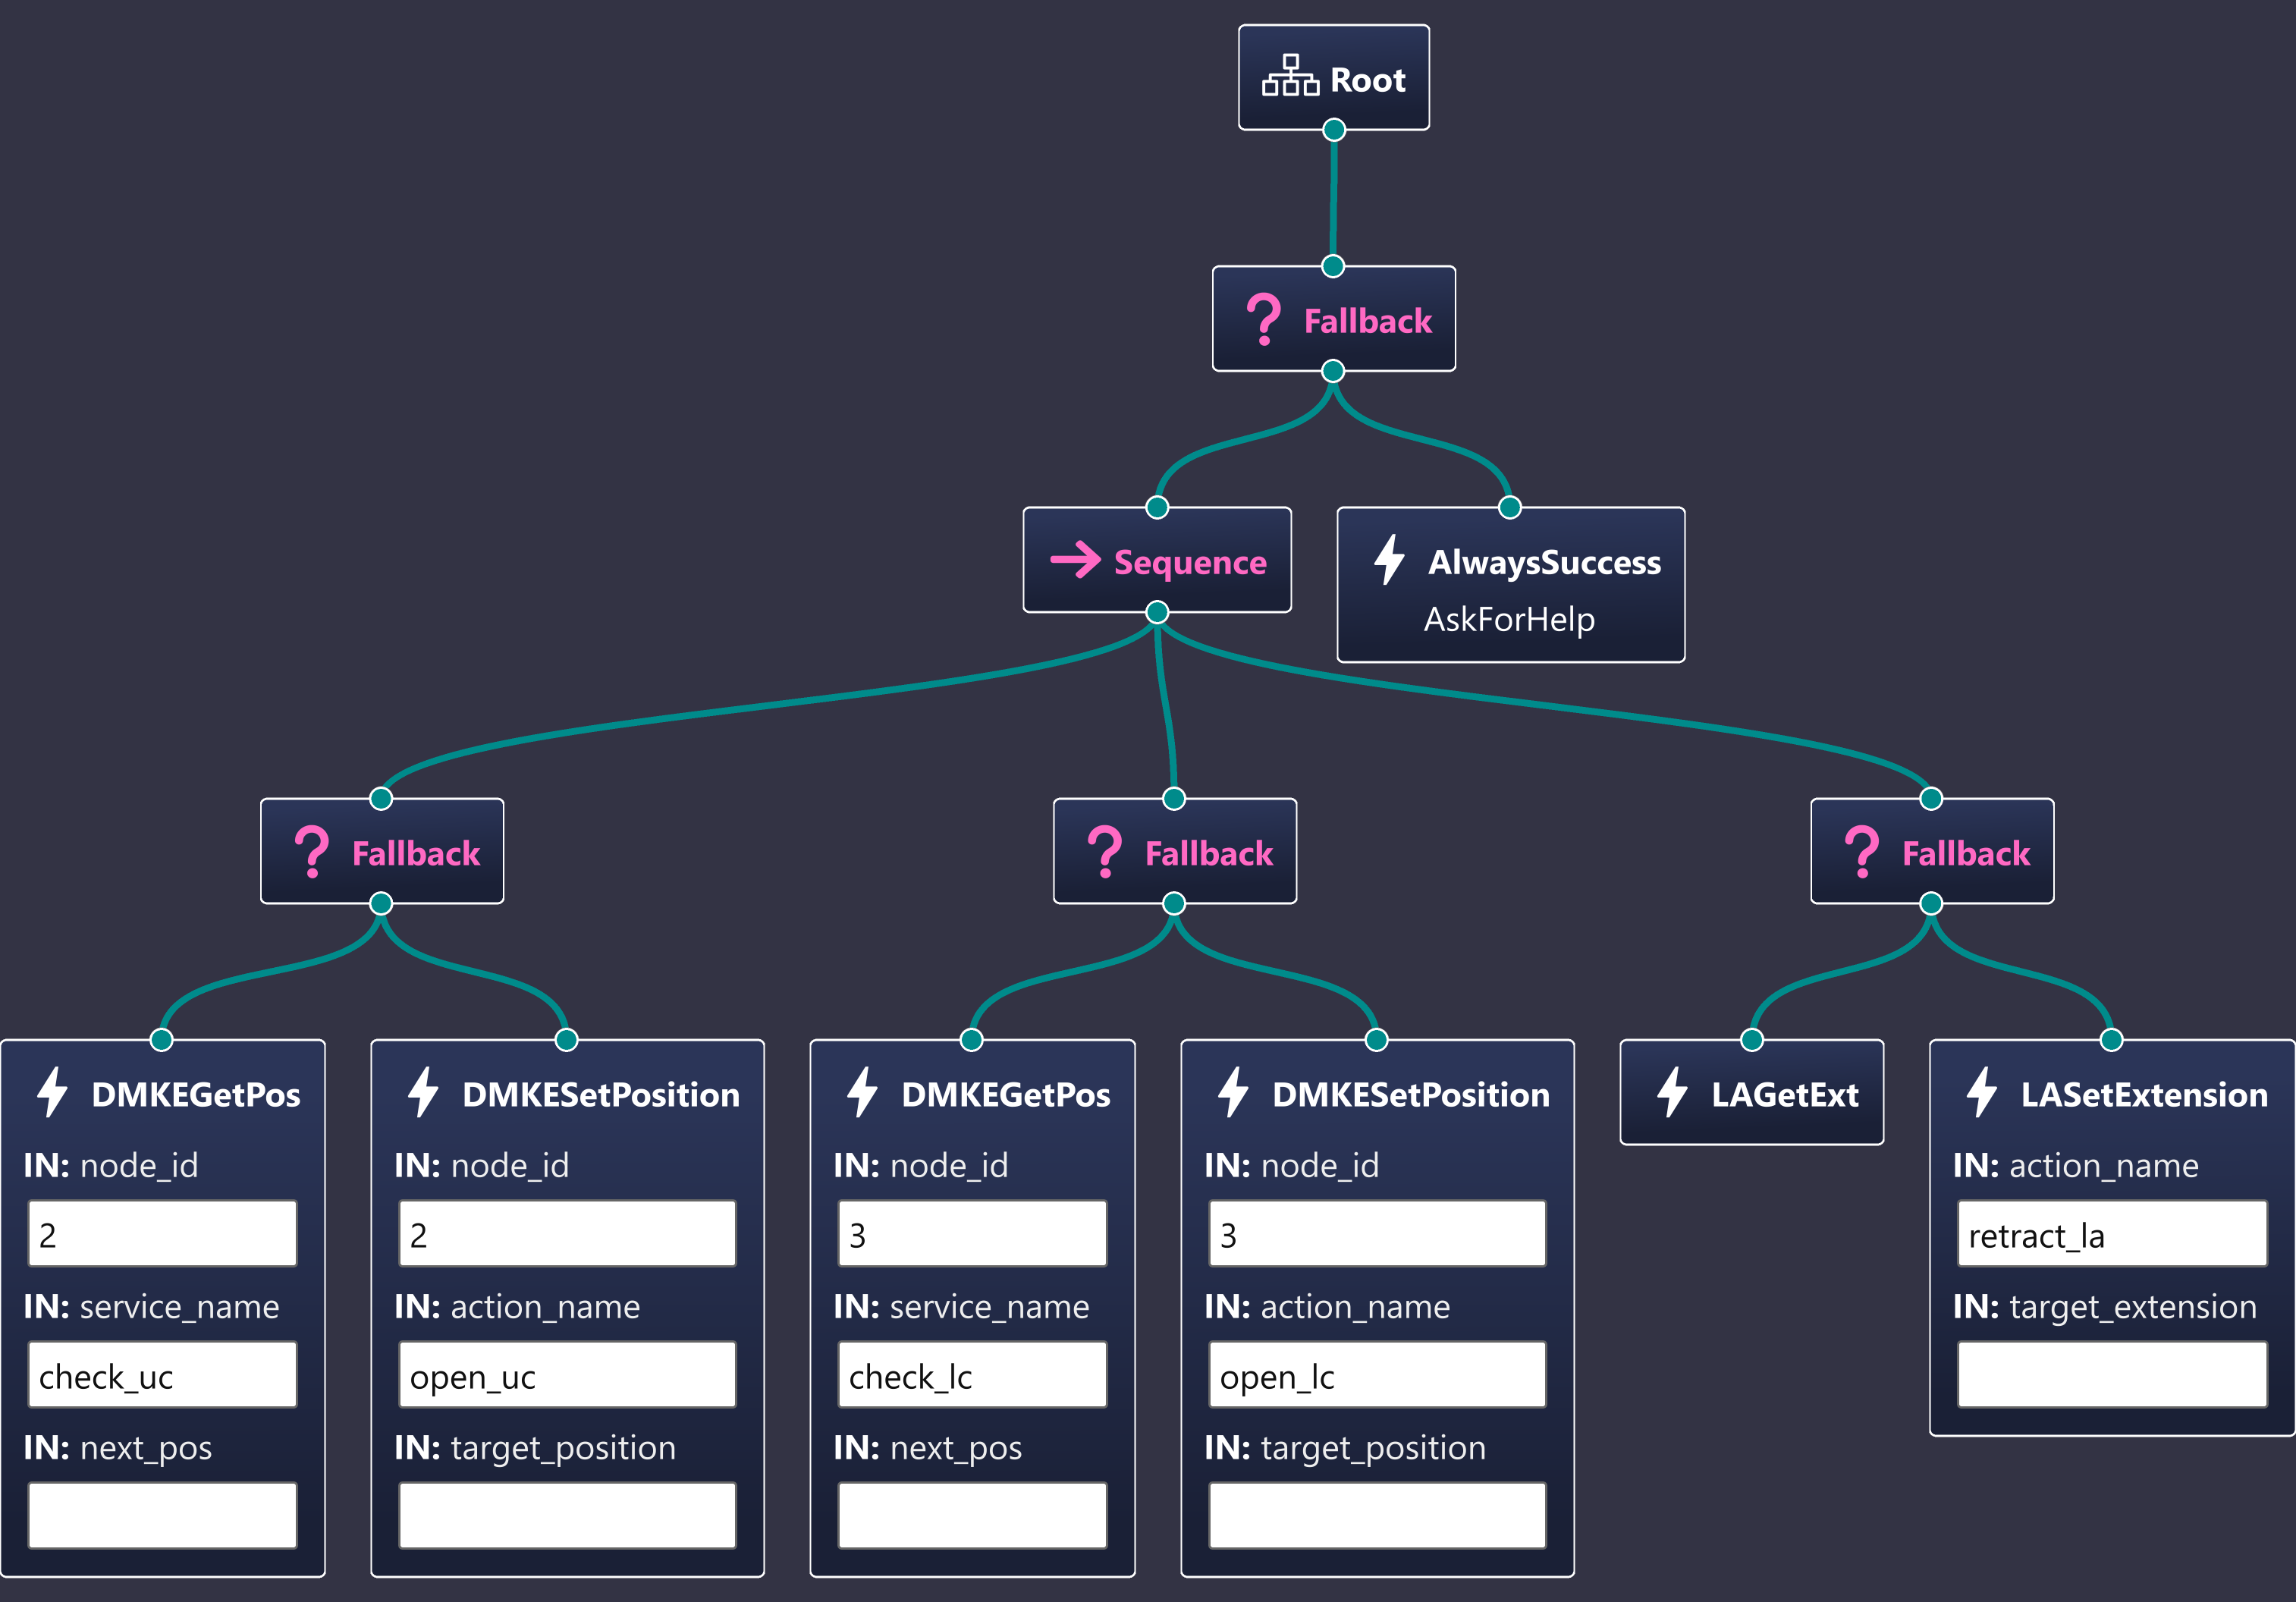 Root
Fallback
Sequence
AlwaysSuccess
AskForHelp
Fallback
Fallback
Fallback
DMKEGetPos
IN: node_id
2
IN: service_name
check_uc
IN: next_pos
DMKESetPosition
IN: node_id
2
IN: action_name
open_uc
IN: target_position
DMKEGetPos
IN: node_id
3
IN: service_name
check_lc
IN: next_pos
DMKESetPosition
IN: node_id
3
IN: action_name
open_lc
IN: target_position
LAGetExt
LASetExtension
IN: action_name
retract_la
IN: target_extension